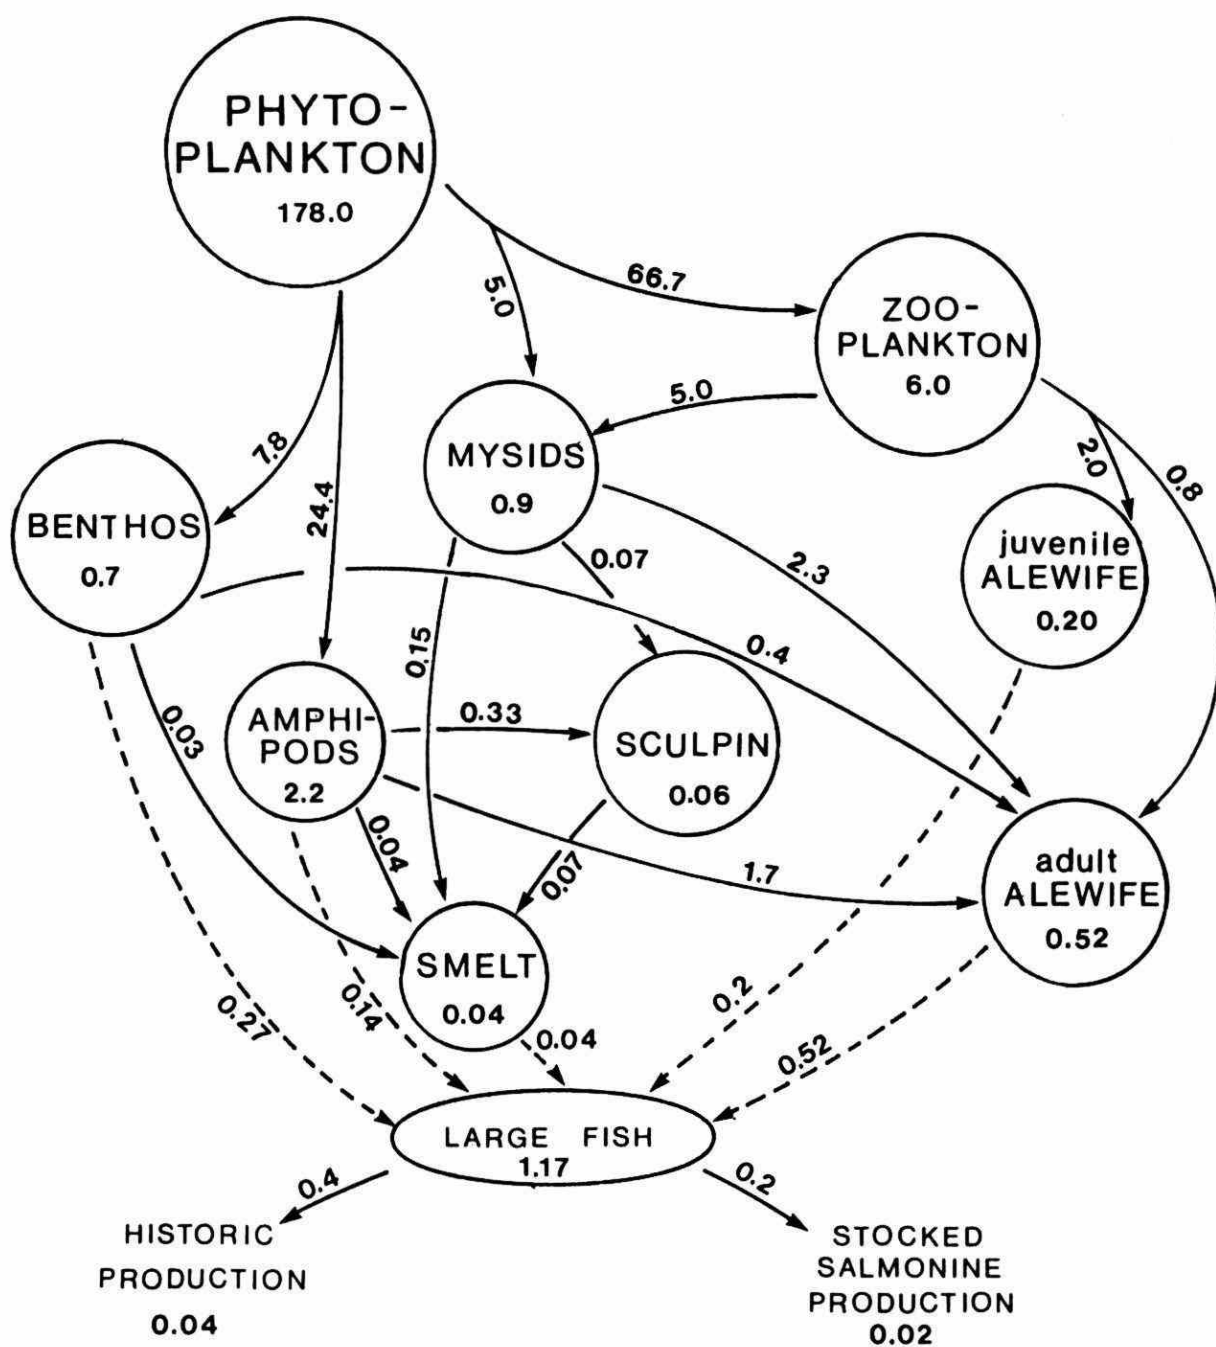 PHYTO-
PLANKTON
178.0
66.7
5.0
ZOO-
PLANKTON
6.0
5.0
7.8
24.4
MYSIDS
0.9
2.0
0.8
BENTHOS
0.7
juvenile
ALEWIFE
0.20
0.07
2.3
0.15
0.4
0.03
AMPHI-
PODS
2.2
0.33
SCULPIN
0.06
0.04
0.07
1.7
adult
ALEWIFE
0.52
SMELT
0.04
0.27
0.14
0.04
0.2
0.52
LARGE FISH
1.17
0.4
0.2
HISTORIC
PRODUCTION
0.04
STOCKED
SALMONINE
PRODUCTION
0.02